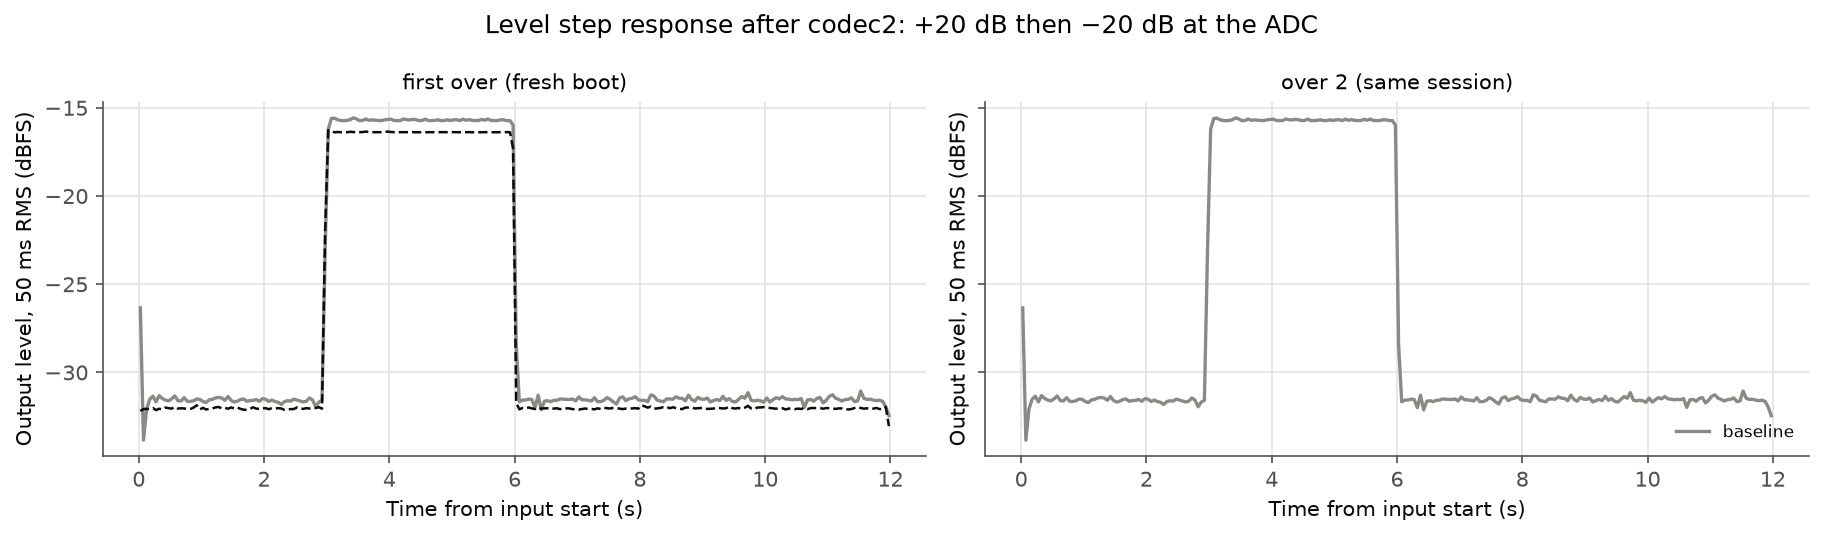 Level step response after codec2: +20 dB then −20 dB at the ADC
first over (fresh boot)
Output level, 50 ms RMS (dBFS)
−15
−20
−25
−30
0 2 4 6 8 10 12
Time from input start (s)
over 2 (same session)
Output level, 50 ms RMS (dBFS)
baseline
0 2 4 6 8 10 12
Time from input start (s)